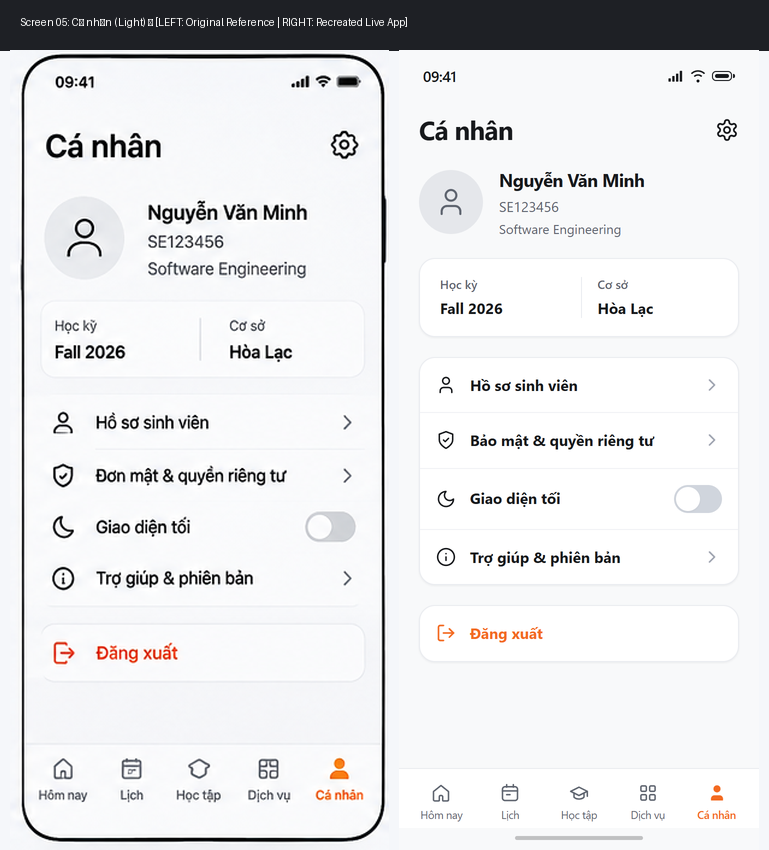 Screen 05: C□ nh□n (Light) □ [LEFT: Original Reference | RIGHT: Recreated Live App]
09:41
Cá nhân
Nguyễn Văn Minh
SE123456
Software Engineering
Học kỹ
Fall 2026
Cơ sở
Hòa Lạc
Hồ sơ sinh viên
Đơn mật & quyền riêng tư
Giao diện tối
Trợ giúp & phiên bản
Đăng xuất
Hôm nay
Lịch
Học tập
Dịch vụ
Cá nhân
09:41
Cá nhân
Nguyễn Văn Minh
SE123456
Software Engineering
Học kỳ
Fall 2026
Cơ sở
Hòa Lạc
Hồ sơ sinh viên
Bảo mật & quyền riêng tư
Giao diện tối
Trợ giúp & phiên bản
Đăng xuất
Hôm nay
Lịch
Học tập
Dịch vụ
Cá nhân